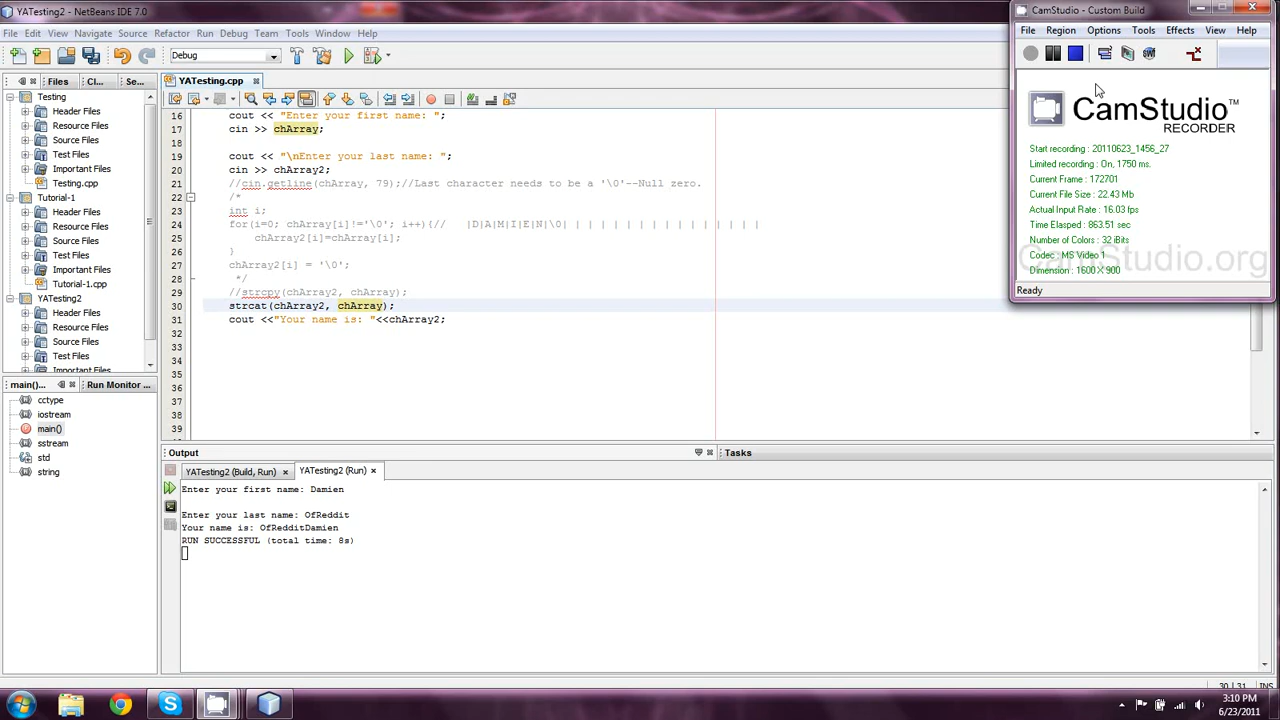 YATesting2 - NetBeans IDE 7.0
File Edit View Navigate Source Refactor Run Debug Team Tools Window Help
Debug
Files Cl... Se...
YATesting.cpp
Testing
Header Files
Resource Files
Source Files
Test Files
Important Files
Testing.cpp
Tutorial-1
Header Files
Resource Files
Source Files
Test Files
Important Files
Tutorial-1.cpp
YATesting2
Header Files
Resource Files
Source Files
Test Files
Important Files
main()... Run Monitor ...
cctype
iostream
main()
sstream
std
string
16 cout << "Enter your first name: ";
17 cin >> chArray;
19 cout << "\nEnter your last name: ";
20 cin >> chArray2;
21 //cin.getline(chArray, 79);//Last character needs to be a '\0'--Null zero.
22 /*
23 int i;
24 for(i=0; chArray[i]!='\0'; i++){// |D|A|M|I|E|N|\0| | | | | | | | | | | | | | | |
25 chArray2[i]=chArray[i];
26 }
27 chArray2[i] = '\0';
28 */
29 //strcpy(chArray2, chArray);
30 strcat(chArray2, chArray);
31 cout <<"Your name is: "<<chArray2;
32
33
34
35
36
37
38
39
Output
Tasks
YATesting2 (Build, Run) YATesting2 (Run)
Enter your first name: Damien
Enter your last name: OfReddit
Your name is: OfRedditDamien
RUN SUCCESSFUL (total time: 8s)
CamStudio - Custom Build
File Region Options Tools Effects View Help
CamStudio™
RECORDER
Start recording : 20110623_1456_27
Limited recording : On, 1750 ms.
Current Frame : 172701
Current File Size : 22.43 Mb
Actual Input Rate : 16.03 fps
Time Elasped : 863.51 sec
Number of Colors : 32 iBits
Codec : MS Video 1
Dimension : 1600 X 900
CamStudio.org
Ready
30 | 31 INS
3:10 PM
6/23/2011